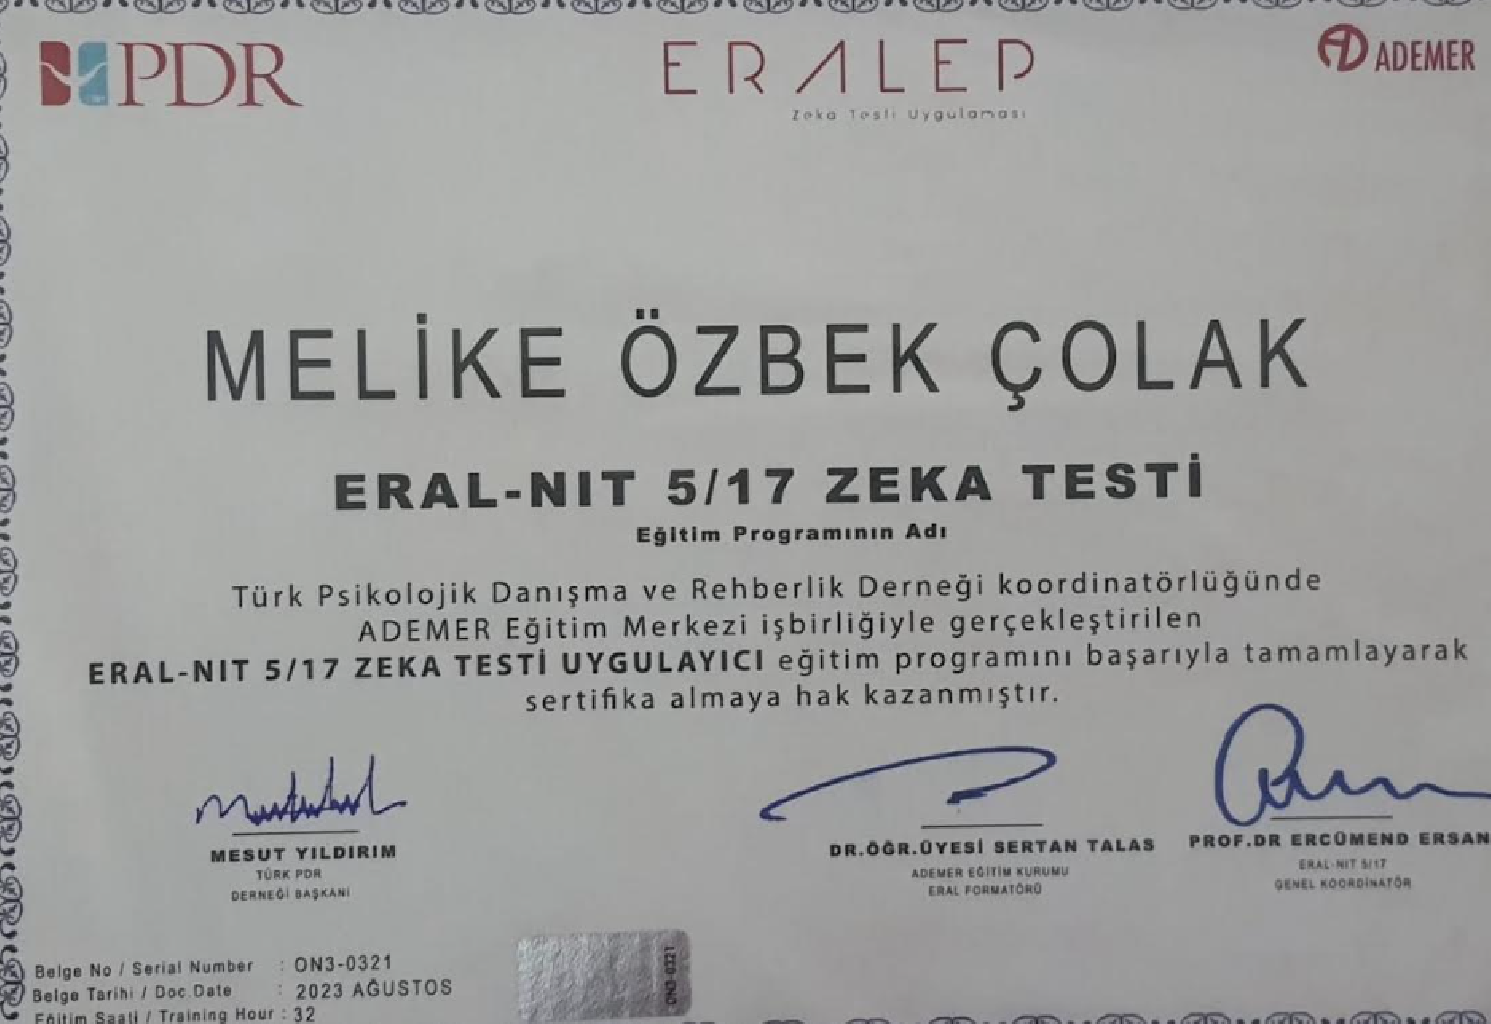 PDR
ERALEP
Zeka Testi Uygulaması
ADEMER
MELİKE ÖZBEK ÇOLAK
ERAL-NIT 5/17 ZEKA TESTİ
Eğitim Programının Adı
Türk Psikolojik Danışma ve Rehberlik Derneği koordinatörlüğünde
ADEMER Eğitim Merkezi işbirliğiyle gerçekleştirilen
ERAL-NIT 5/17 ZEKA TESTİ UYGULAYICI eğitim programını başarıyla tamamlayarak
sertifika almaya hak kazanmıştır.
MESUT YILDIRIM
TÜRK PDR
DERNEĞİ BAŞKANI
DR.ÖĞR.ÜYESİ SERTAN TALAS
ADEMER EĞİTİM KURUMU
ERAL FORMATÖRÜ
PROF.DR ERCÜMEND ERSAN
ERAL-NIT 5/17
GENEL KOORDİNATÖR
Belge No / Serial Number : ON3-0321
Belge Tarihi / Doc.Date : 2023 AĞUSTOS
Eğitim Saati / Training Hour : 32
ON3-0321